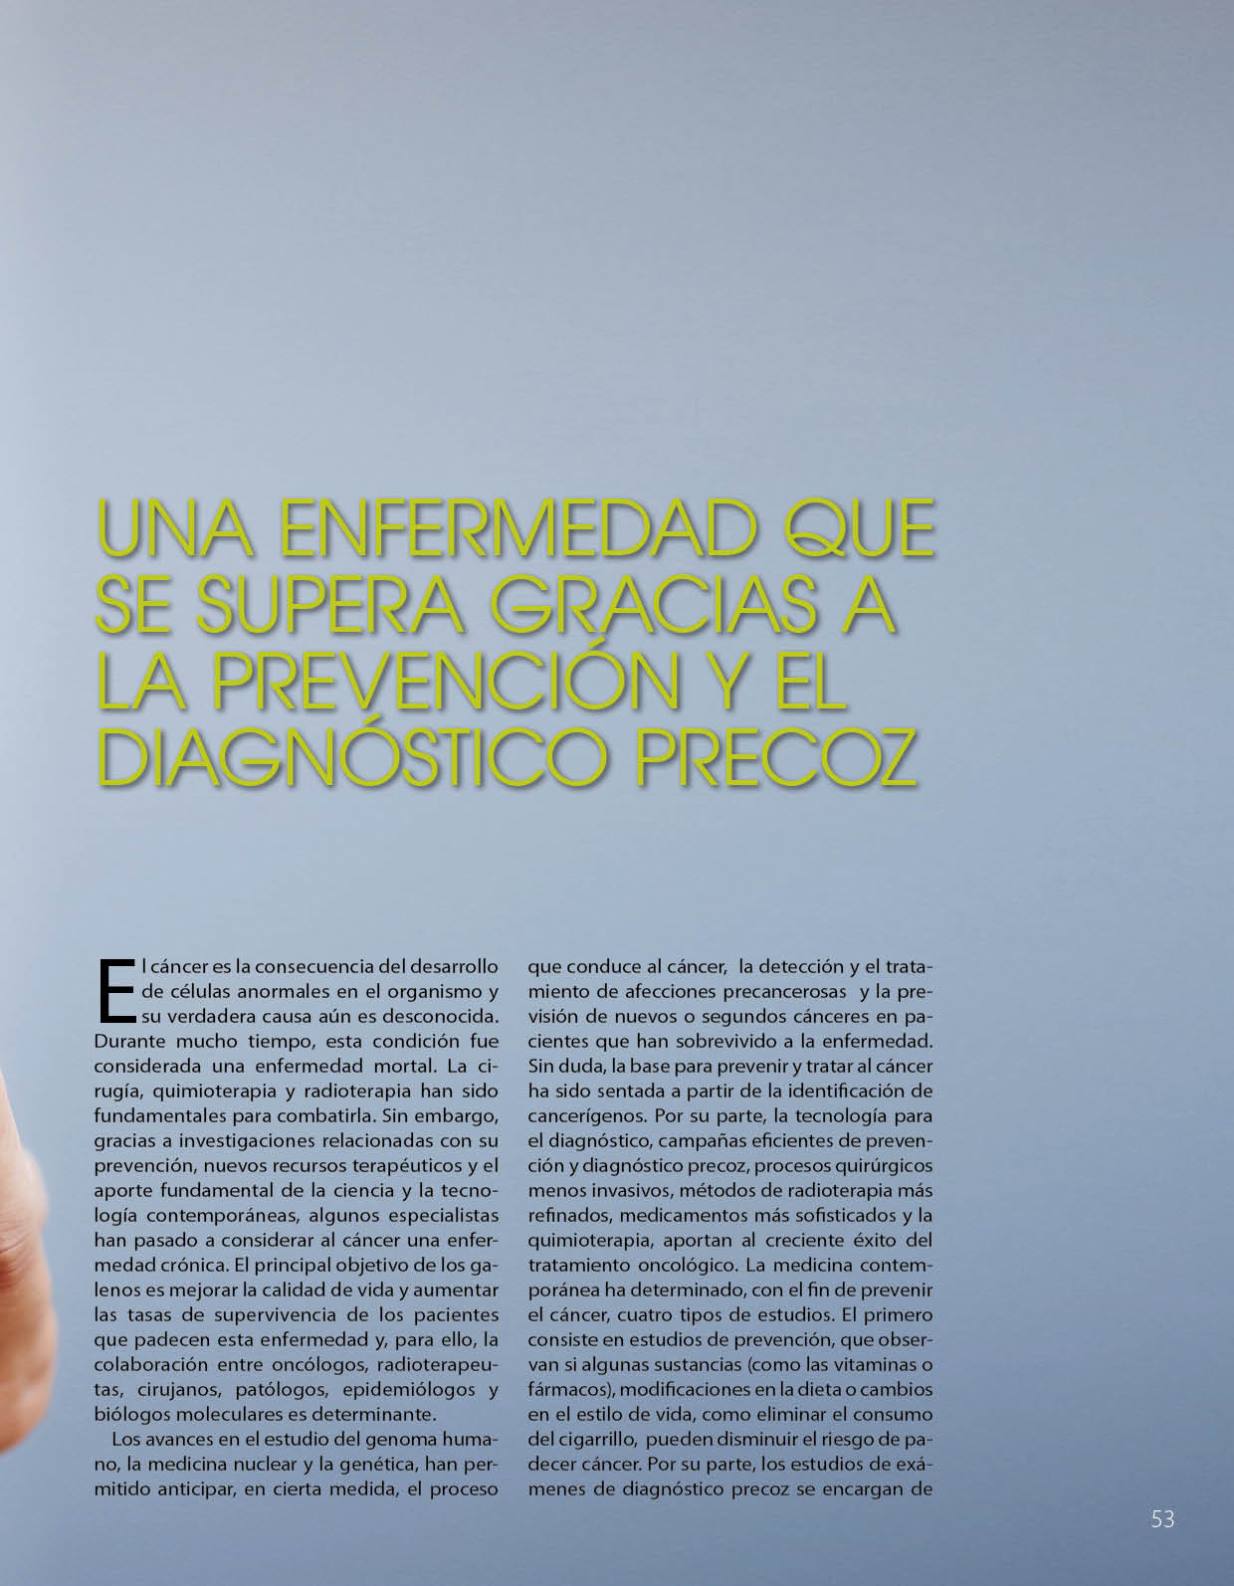 UNA ENFERMEDAD QUE
SE SUPERA GRACIAS A
LA PREVENCIÓN Y EL
DIAGNÓSTICO PRECOZ
El cáncer es la consecuencia del desarrollo
de células anormales en el organismo y
su verdadera causa aún es desconocida.
Durante mucho tiempo, esta condición fue
considerada una enfermedad mortal. La ci-
rugía, quimioterapia y radioterapia han sido
fundamentales para combatirla. Sin embargo,
gracias a investigaciones relacionadas con su
prevención, nuevos recursos terapéuticos y el
aporte fundamental de la ciencia y la tecno-
logía contemporáneas, algunos especialistas
han pasado a considerar al cáncer una enfer-
medad crónica. El principal objetivo de los ga-
lenos es mejorar la calidad de vida y aumentar
las tasas de supervivencia de los pacientes
que padecen esta enfermedad y, para ello, la
colaboración entre oncólogos, radioterapeu-
tas, cirujanos, patólogos, epidemiólogos y
biólogos moleculares es determinante.
Los avances en el estudio del genoma huma-
no, la medicina nuclear y la genética, han per-
mitido anticipar, en cierta medida, el proceso
que conduce al cáncer, la detección y el trata-
miento de afecciones precancerosas y la pre-
visión de nuevos o segundos cánceres en pa-
cientes que han sobrevivido a la enfermedad.
Sin duda, la base para prevenir y tratar al cáncer
ha sido sentada a partir de la identificación de
cancerígenos. Por su parte, la tecnología para
el diagnóstico, campañas eficientes de preven-
ción y diagnóstico precoz, procesos quirúrgicos
menos invasivos, métodos de radioterapia más
refinados, medicamentos más sofisticados y la
quimioterapia, aportan al creciente éxito del
tratamiento oncológico. La medicina contem-
poránea ha determinado, con el fin de prevenir
el cáncer, cuatro tipos de estudios. El primero
consiste en estudios de prevención, que obser-
van si algunas sustancias (como las vitaminas o
fármacos), modificaciones en la dieta o cambios
en el estilo de vida, como eliminar el consumo
del cigarrillo, pueden disminuir el riesgo de pa-
decer cáncer. Por su parte, los estudios de exá-
menes de diagnóstico precoz se encargan de
53